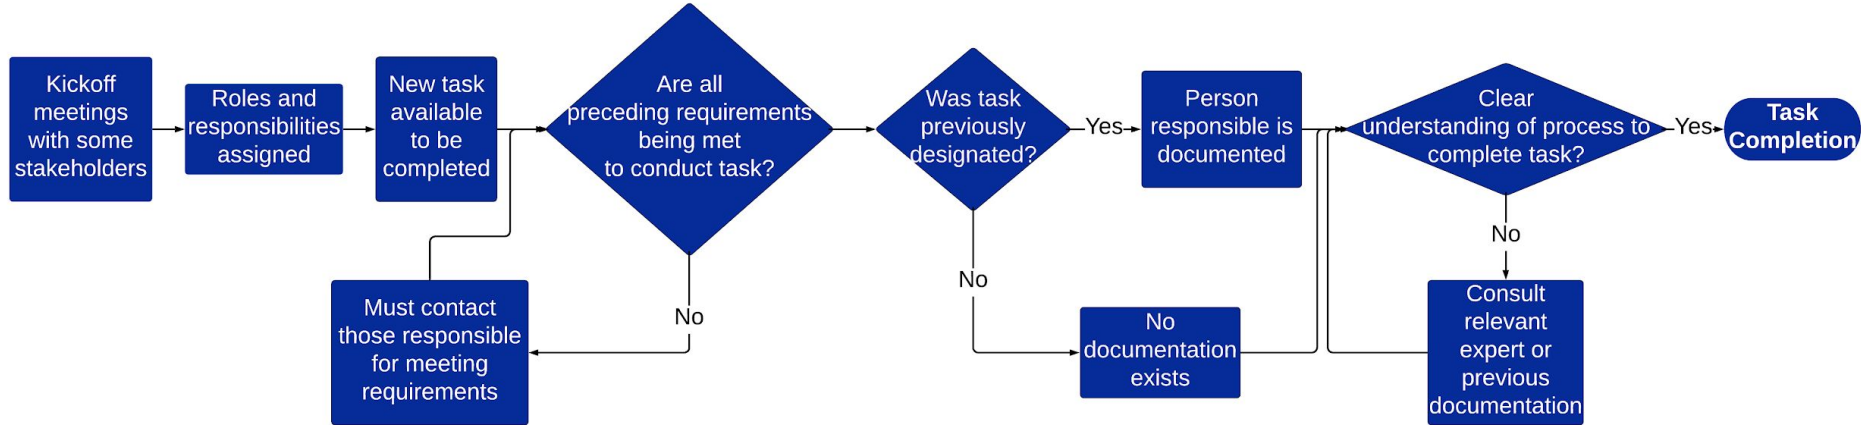 Kickoff
meetings
with some
stakeholders
Roles and
responsibilities
assigned
New task
available
to be
completed
Are all
preceding requirements
being met
to conduct task?
No
Must contact
those responsible
for meeting
requirements
Was task
previously
designated?
Yes
Person
responsible is
documented
No
No
documentation
exists
Clear
understanding of process to
complete task?
Yes
Task
Completion
No
Consult
relevant
expert or
previous
documentation